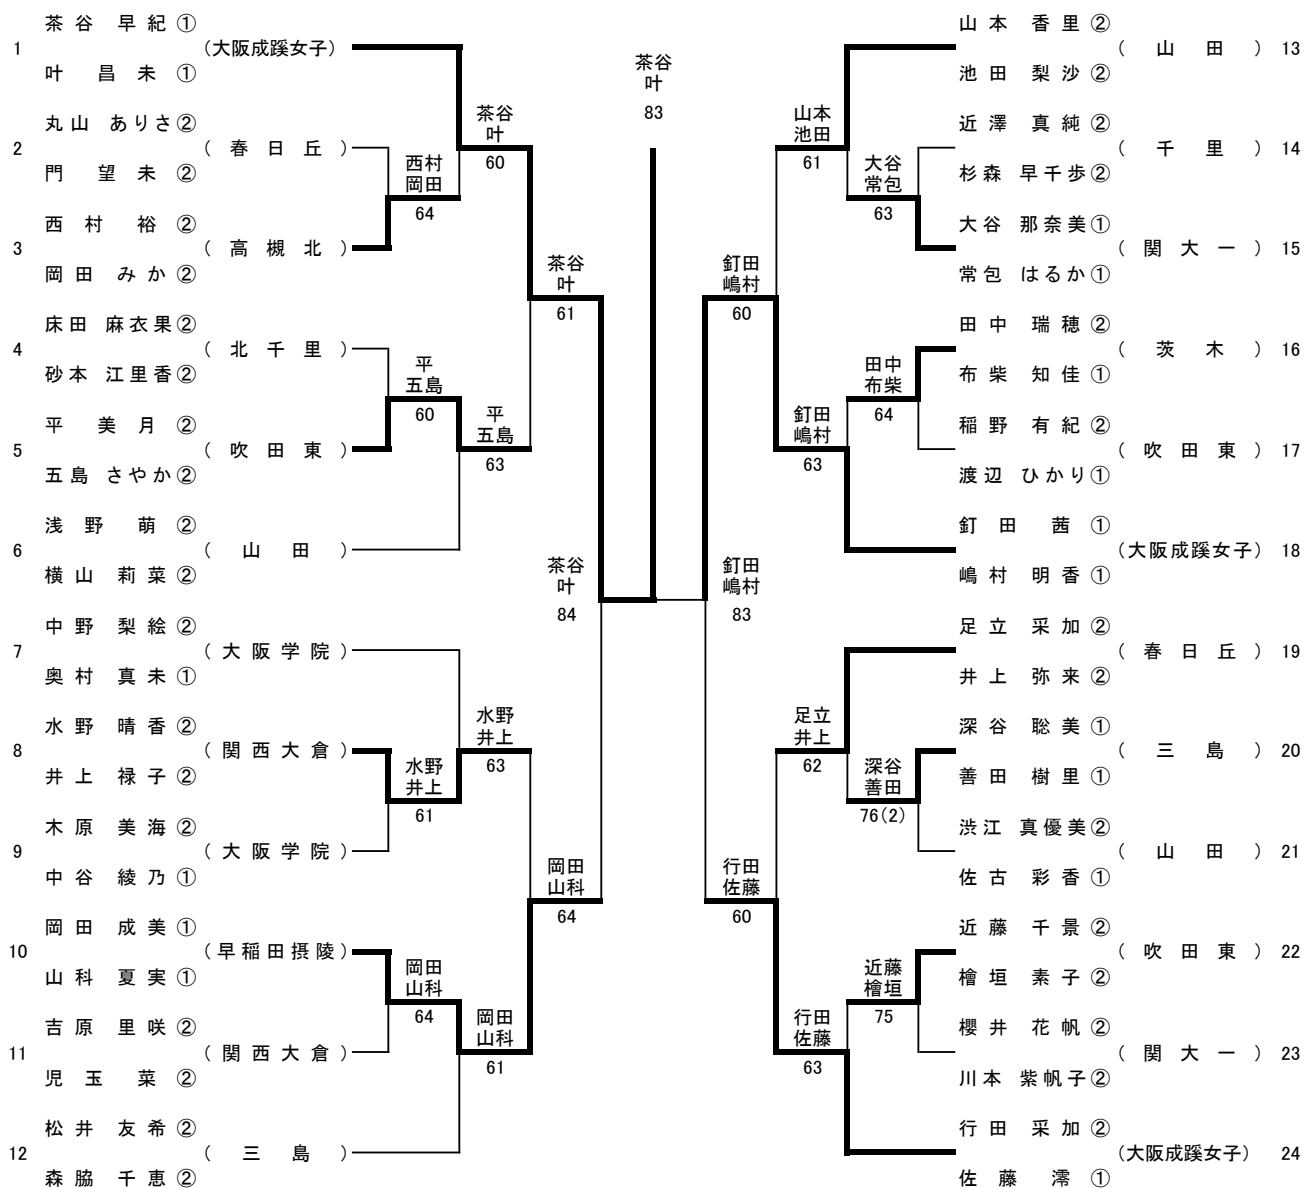 茶谷 早紀 ①
1 (大阪成蹊女子)
叶 昌未 ①
丸山 ありさ ②
2 (春日丘)
門 望未 ②
西村 裕 ②
3 (高槻北)
岡田 みか ②
床田 麻衣果 ②
4 (北千里)
砂本 江里香 ②
平 美月 ②
5 (吹田東)
五島 さやか ②
浅野 萌 ②
6 (山田)
横山 莉菜 ②
中野 梨絵 ②
7 (大阪学院)
奥村 真未 ①
水野 晴香 ②
8 (関西大倉)
井上 禄子 ②
木原 美海 ②
9 (大阪学院)
中谷 綾乃 ①
岡田 成美 ①
10 (早稲田摂陵)
山科 夏実 ①
吉原 里咲 ②
11 (関西大倉)
児玉 菜 ②
松井 友希 ②
12 (三島)
森脇 千恵 ②
西村
岡田
64
平
五島
60
水野
井上
61
岡田
山科
64
茶谷
叶
60
平
五島
63
水野
井上
63
岡田
山科
61
茶谷
叶
61
岡田
山科
64
茶谷
叶
84
茶谷
叶
83
釘田
嶋村
83
釘田
嶋村
60
行田
佐藤
60
山本
池田
61
釘田
嶋村
63
足立
井上
62
行田
佐藤
63
大谷
常包
63
田中
布柴
64
深谷
善田
76(2)
近藤
檜垣
75
山本 香里 ②
(山田) 13
池田 梨沙 ②
近澤 真純 ②
(千里) 14
杉森 早千歩 ②
大谷 那奈美 ①
(関大一) 15
常包 はるか ①
田中 瑞穂 ②
(茨木) 16
布柴 知佳 ①
稲野 有紀 ②
(吹田東) 17
渡辺 ひかり ①
釘田 茜 ①
(大阪成蹊女子) 18
嶋村 明香 ①
足立 采加 ②
(春日丘) 19
井上 弥来 ②
深谷 聡美 ①
(三島) 20
善田 樹里 ①
渋江 真優美 ②
(山田) 21
佐古 彩香 ①
近藤 千景 ②
(吹田東) 22
檜垣 素子 ②
櫻井 花帆 ②
(関大一) 23
川本 紫帆子 ②
行田 采加 ②
(大阪成蹊女子) 24
佐藤 澪 ①